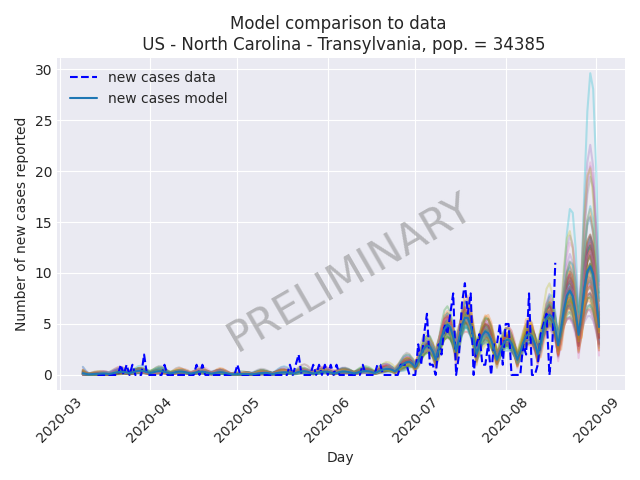 Model comparison to data
US - North Carolina - Transylvania, pop. = 34385
new cases data
new cases model
30
25
20
15
10
5
0
Number of new cases reported
PRELIMINARY
2020-03
2020-04
2020-05
2020-06
2020-07
2020-08
2020-09
Day